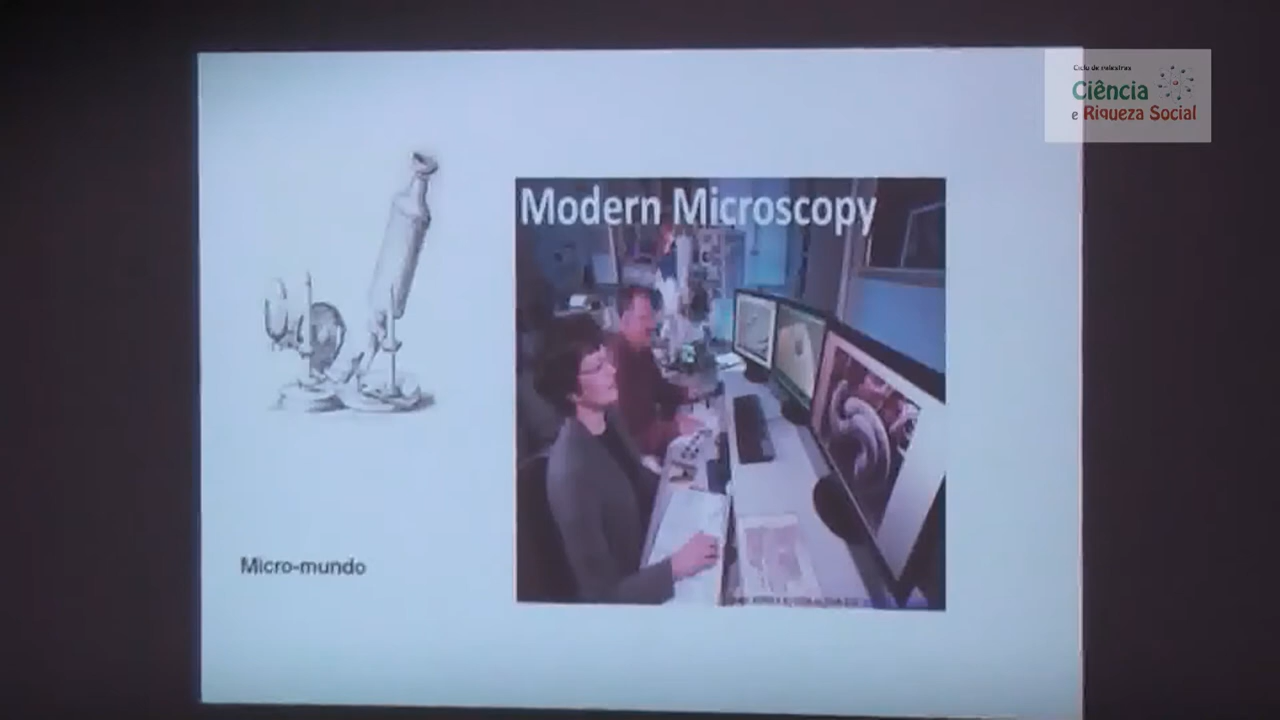 Ciclo de palestras
Ciência
e Riqueza Social
Modern Microscopy
Micro-mundo